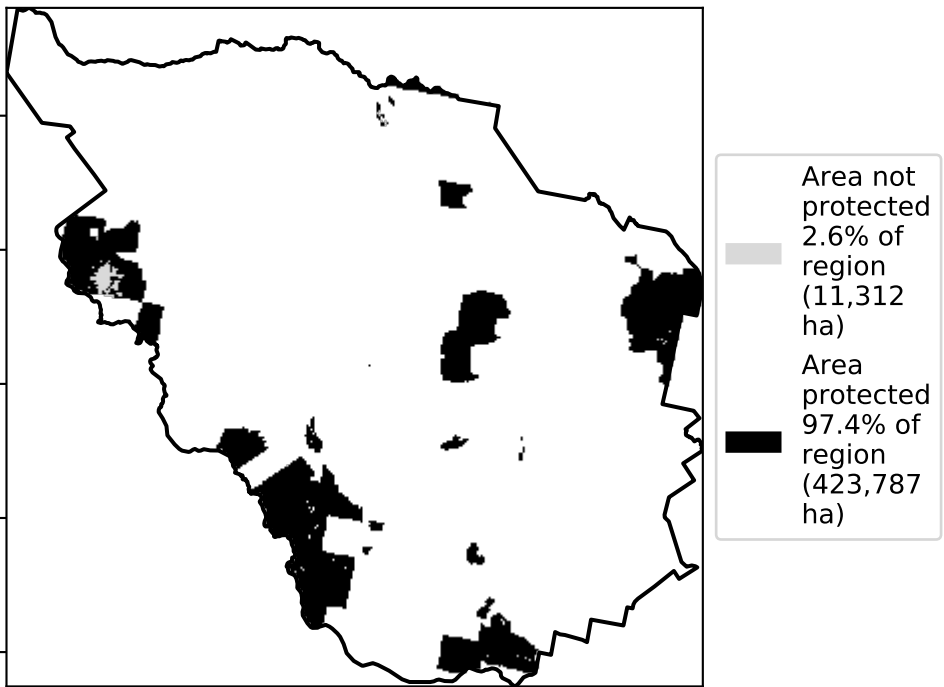 Area not
protected
2.6% of
region
(11,312
ha)
Area
protected
97.4% of
region
(423,787
ha)